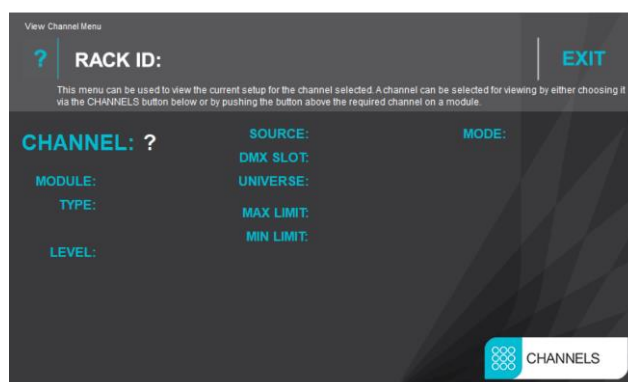 View Channel Menu
? RACK ID: EXIT
This menu can be used to view the current setup for the channel selected. A channel can be selected for viewing by either choosing it
via the CHANNELS button below or by pushing the button above the required channel on a module.
CHANNEL: ?
MODULE:
TYPE:
LEVEL:
SOURCE:
DMX SLOT:
UNIVERSE:
MAX LIMIT:
MIN LIMIT:
MODE:
CHANNELS